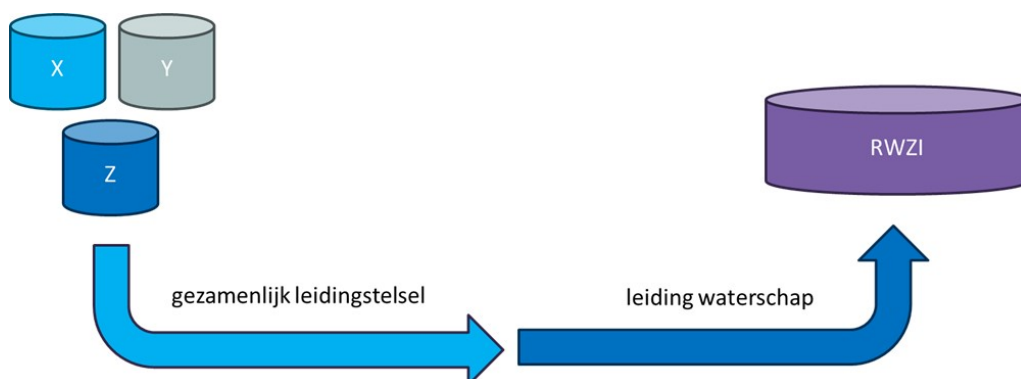 X
Y
Z
RWZI
gezamenlijk leidingstelsel
leiding waterschap